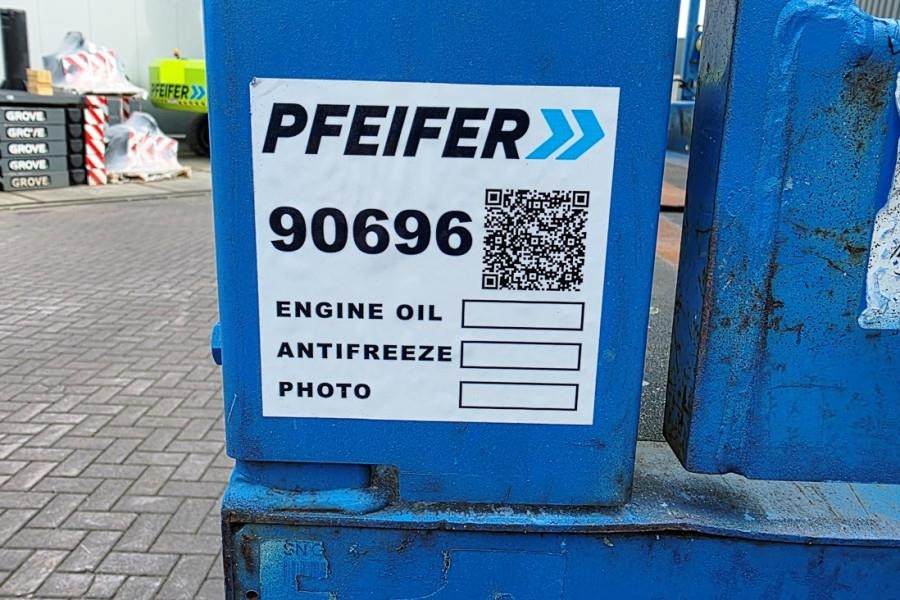 PFEIFER
90696
ENGINE OIL
ANTIFREEZE
PHOTO
PFEIFER
GROVE
GROVE
GROVE
GROVE
GROVE